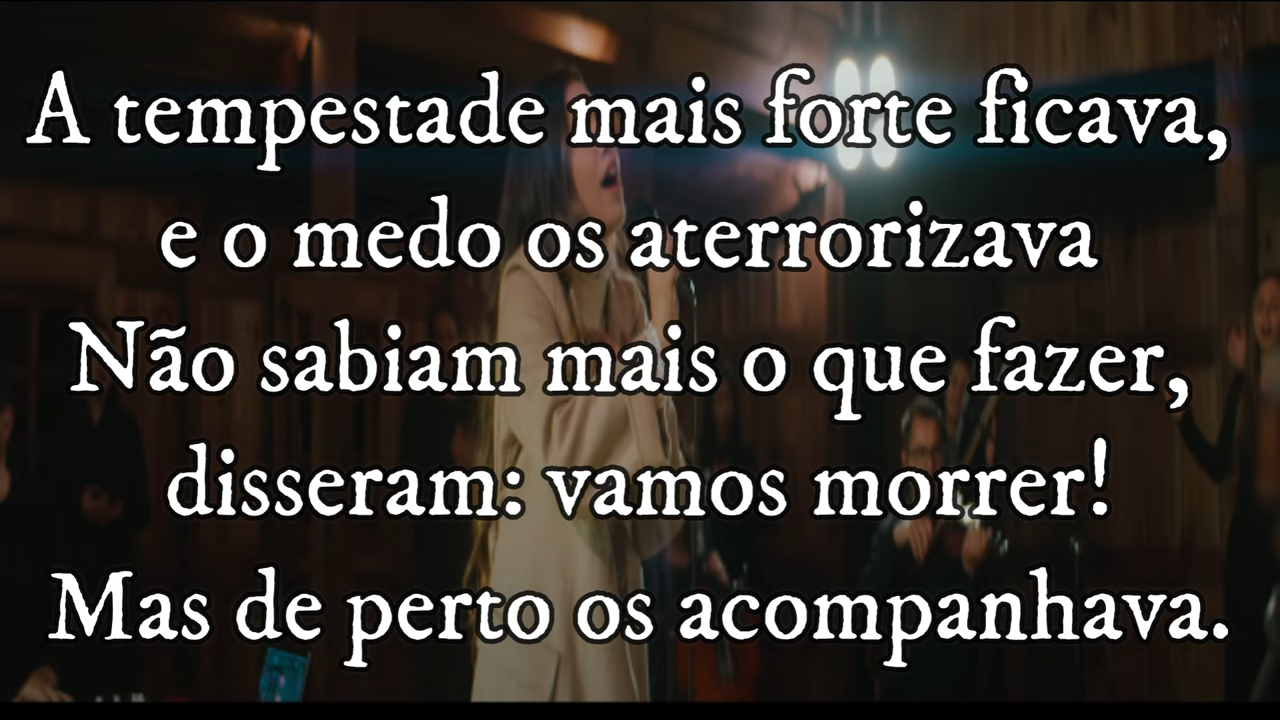 A tempestade mais forte ficava,
e o medo os aterrorizava
Não sabiam mais o que fazer,
disseram: vamos morrer!
Mas de perto os acompanhava.